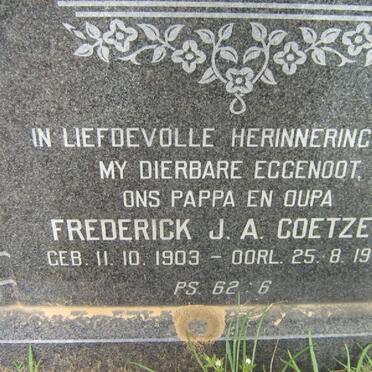 IN LIEFDEVOLLE HERINNERING
MY DIERBARE EGGENOOT,
ONS PAPPA EN OUPA
FREDERICK J. A. COETZE
GEB. 11. 10. 1903 – OORL. 25. 8. 19
PS. 62 : 6